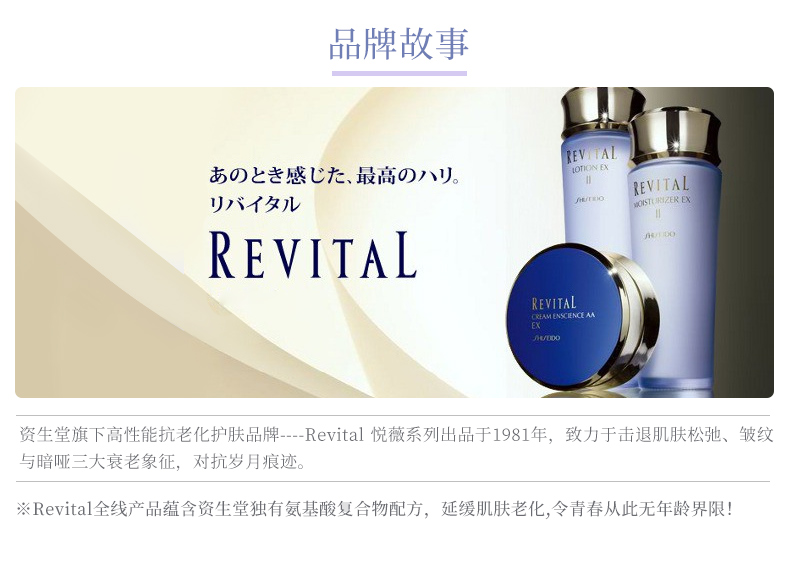 品牌故事
あのとき感じた、最高のハリ。
リバイタル
REVITAL
REVITAL
LOTION EX
II
SHISEIDO
REVITAL
MOISTURIZER EX
II
SHISEIDO
REVITAL
CREAM ENSCIENCE AA
EX
SHISEIDO
资生堂旗下高性能抗老化护肤品牌----Revital 悦薇系列出品于1981年，致力于击退肌肤松弛、皱纹
与暗哑三大衰老象征，对抗岁月痕迹。
※Revital全线产品蕴含资生堂独有氨基酸复合物配方，延缓肌肤老化,令青春从此无年龄界限！